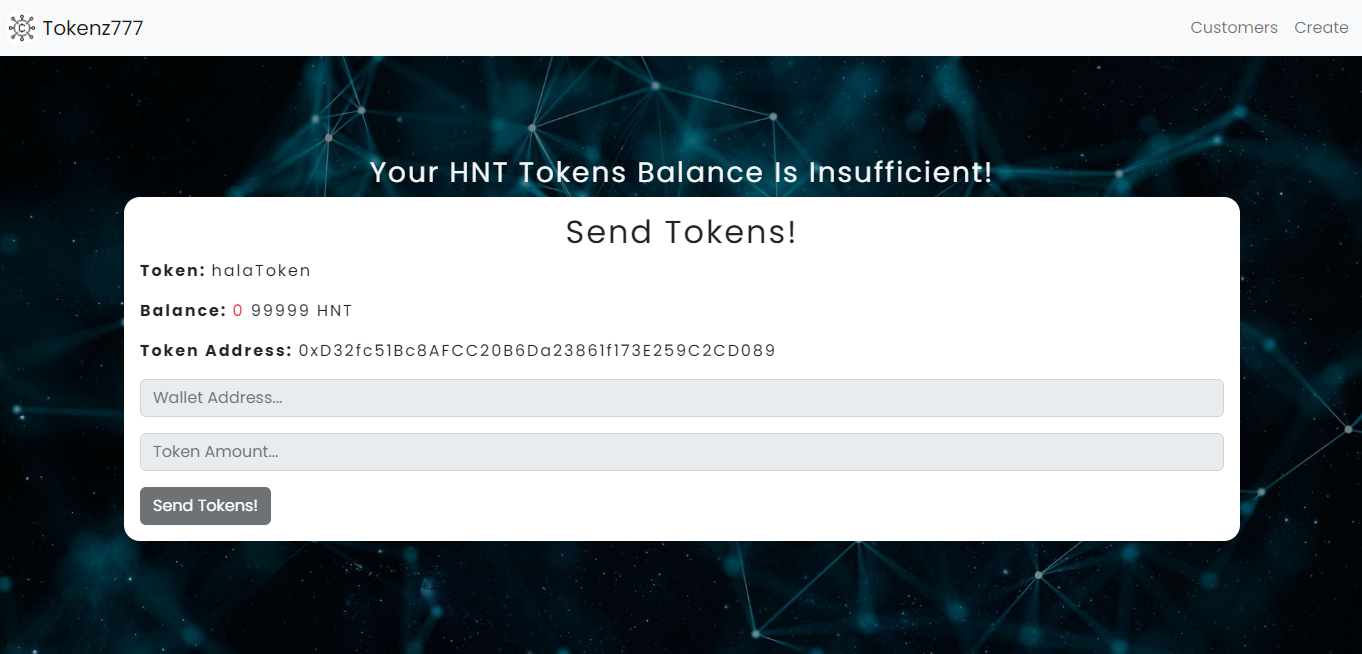 Tokenz777
Customers Create
Your HNT Tokens Balance Is Insufficient!
Send Tokens!
Token: halaToken
Balance: 0 99999 HNT
Token Address: 0xD32fc51Bc8AFCC20B6Da23861f173E259C2CD089
Wallet Address...
Token Amount...
Send Tokens!